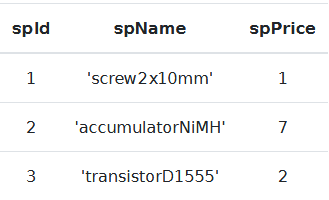 spId spName spPrice
1 'screw2x10mm' 1
2 'accumulatorNiMH' 7
3 'transistorD1555' 2